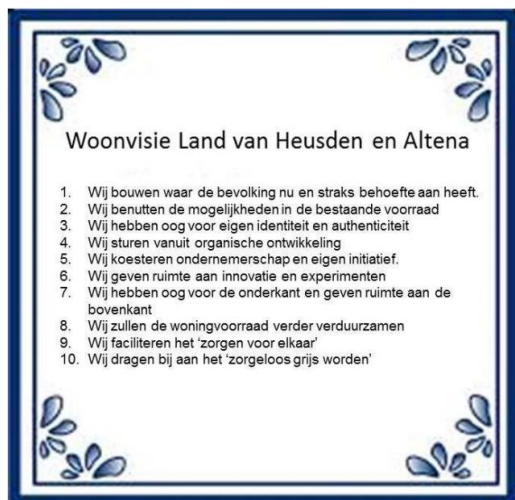 Woonvisie Land van Heusden en Altena
1. Wij bouwen waar de bevolking nu en straks behoefte aan heeft.
2. Wij benutten de mogelijkheden in de bestaande voorraad
3. Wij hebben oog voor eigen identiteit en authenticiteit
4. Wij sturen vanuit organische ontwikkeling
5. Wij koesteren ondernemerschap en eigen initiatief.
6. Wij geven ruimte aan innovatie en experimenten
7. Wij hebben oog voor de onderkant en geven ruimte aan de
bovenkant
8. Wij zullen de woningvoorraad verder verduurzamen
9. Wij faciliteren het ‘zorgen voor elkaar’
10. Wij dragen bij aan het ‘zorgeloos grijs worden’